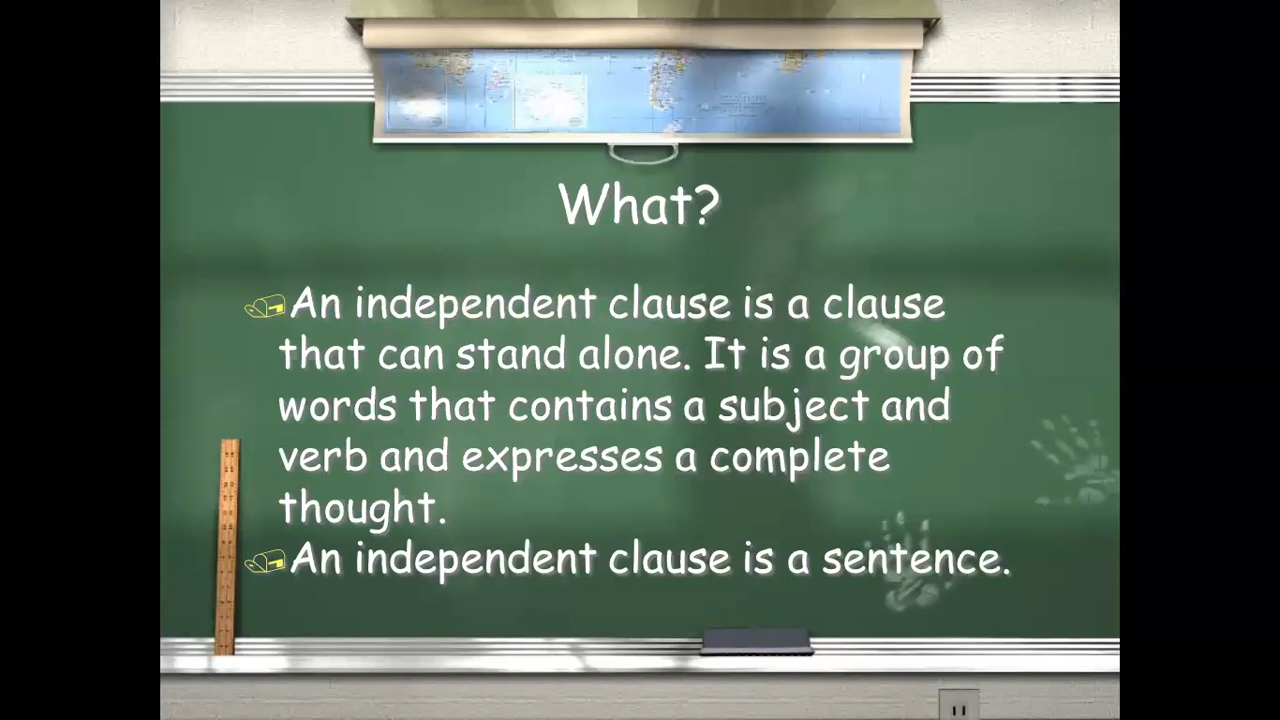 What?
An independent clause is a clause
that can stand alone. It is a group of
words that contains a subject and
verb and expresses a complete
thought.
An independent clause is a sentence.